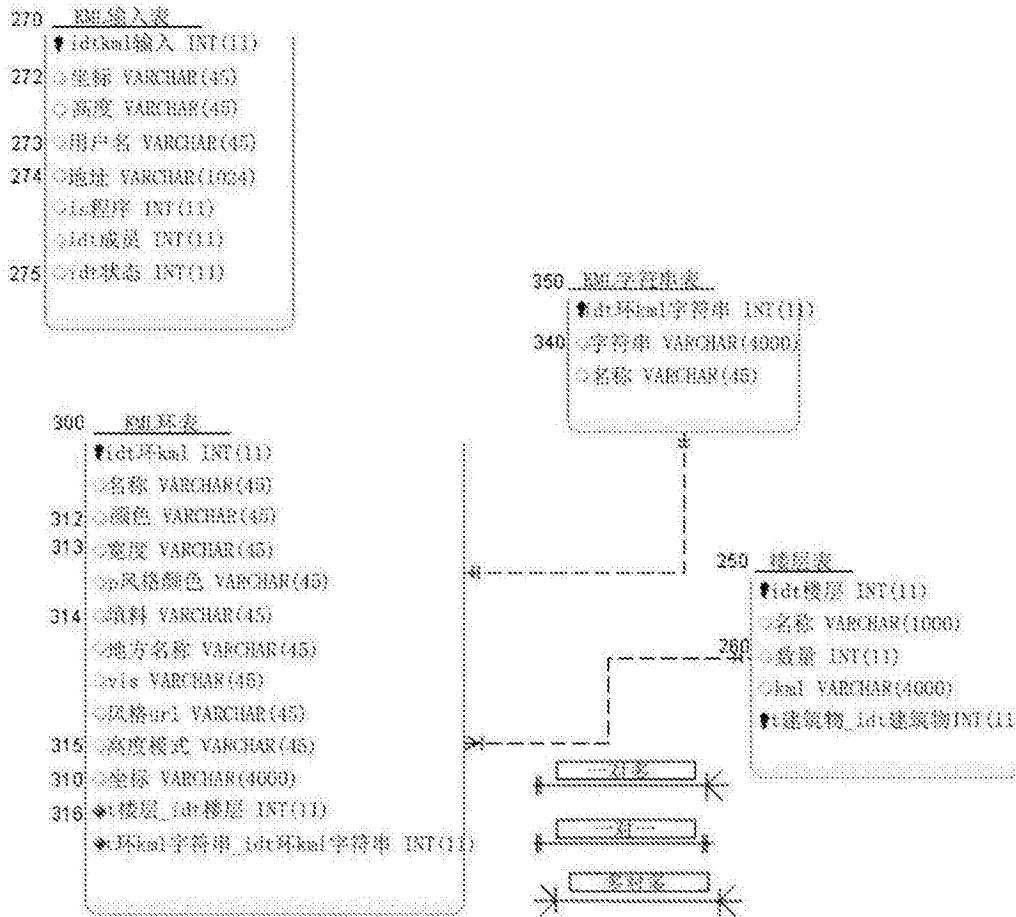 270 KML输入表
idtkml输入 INT(11)
272 坐标 VARCHAR(45)
高度 VARCHAR(45)
273 用户名 VARCHAR(45)
274 地址 VARCHAR(1024)
is程序 INT(11)
idt成员 INT(11)
275 idt状态 INT(11)
350 KML字符串表
idt环kml字符串 INT(11)
340 字符串 VARCHAR(4000)
名称 VARCHAR(45)
300 KML环表
idt环kml INT(11)
名称 VARCHAR(45)
312 颜色 VARCHAR(45)
313 宽度 VARCHAR(45)
p风格颜色 VARCHAR(45)
314 填料 VARCHAR(45)
地方名称 VARCHAR(45)
vis VARCHAR(45)
风格url VARCHAR(45)
315 高度模式 VARCHAR(45)
310 坐标 VARCHAR(4000)
316 t楼层_idt楼层 INT(11)
t环kml字符串_idt环kml字符串 INT(11)
250 楼层表
idt楼层 INT(11)
名称 VARCHAR(1000)
260 数量 INT(11)
kml VARCHAR(4000)
t建筑物_idt建筑物INT(11
一对多
一对一
多对多